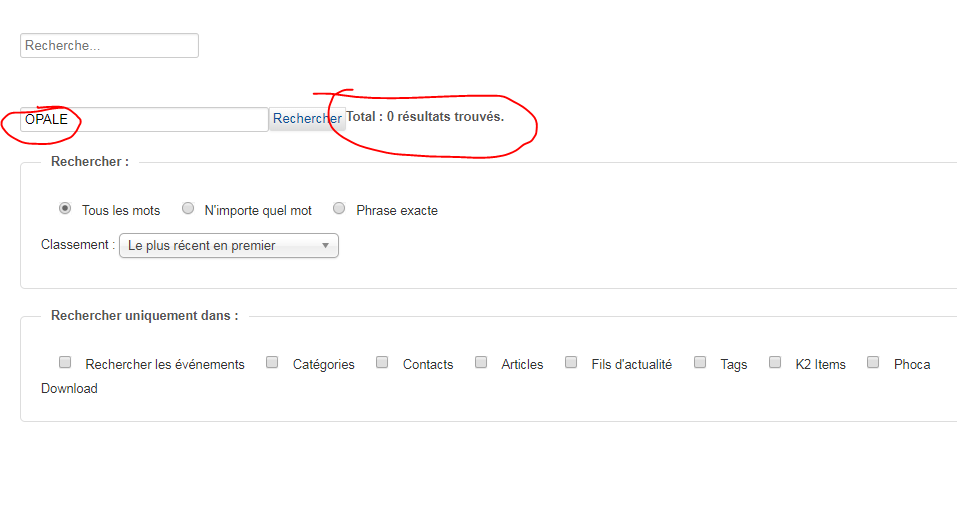 Recherche...
OPALE Rechercher Total : 0 résultats trouvés.
Rechercher :
Tous les mots N'importe quel mot Phrase exacte
Classement : Le plus récent en premier
Rechercher uniquement dans :
Rechercher les événements Catégories Contacts Articles Fils d'actualité Tags K2 Items Phoca
Download